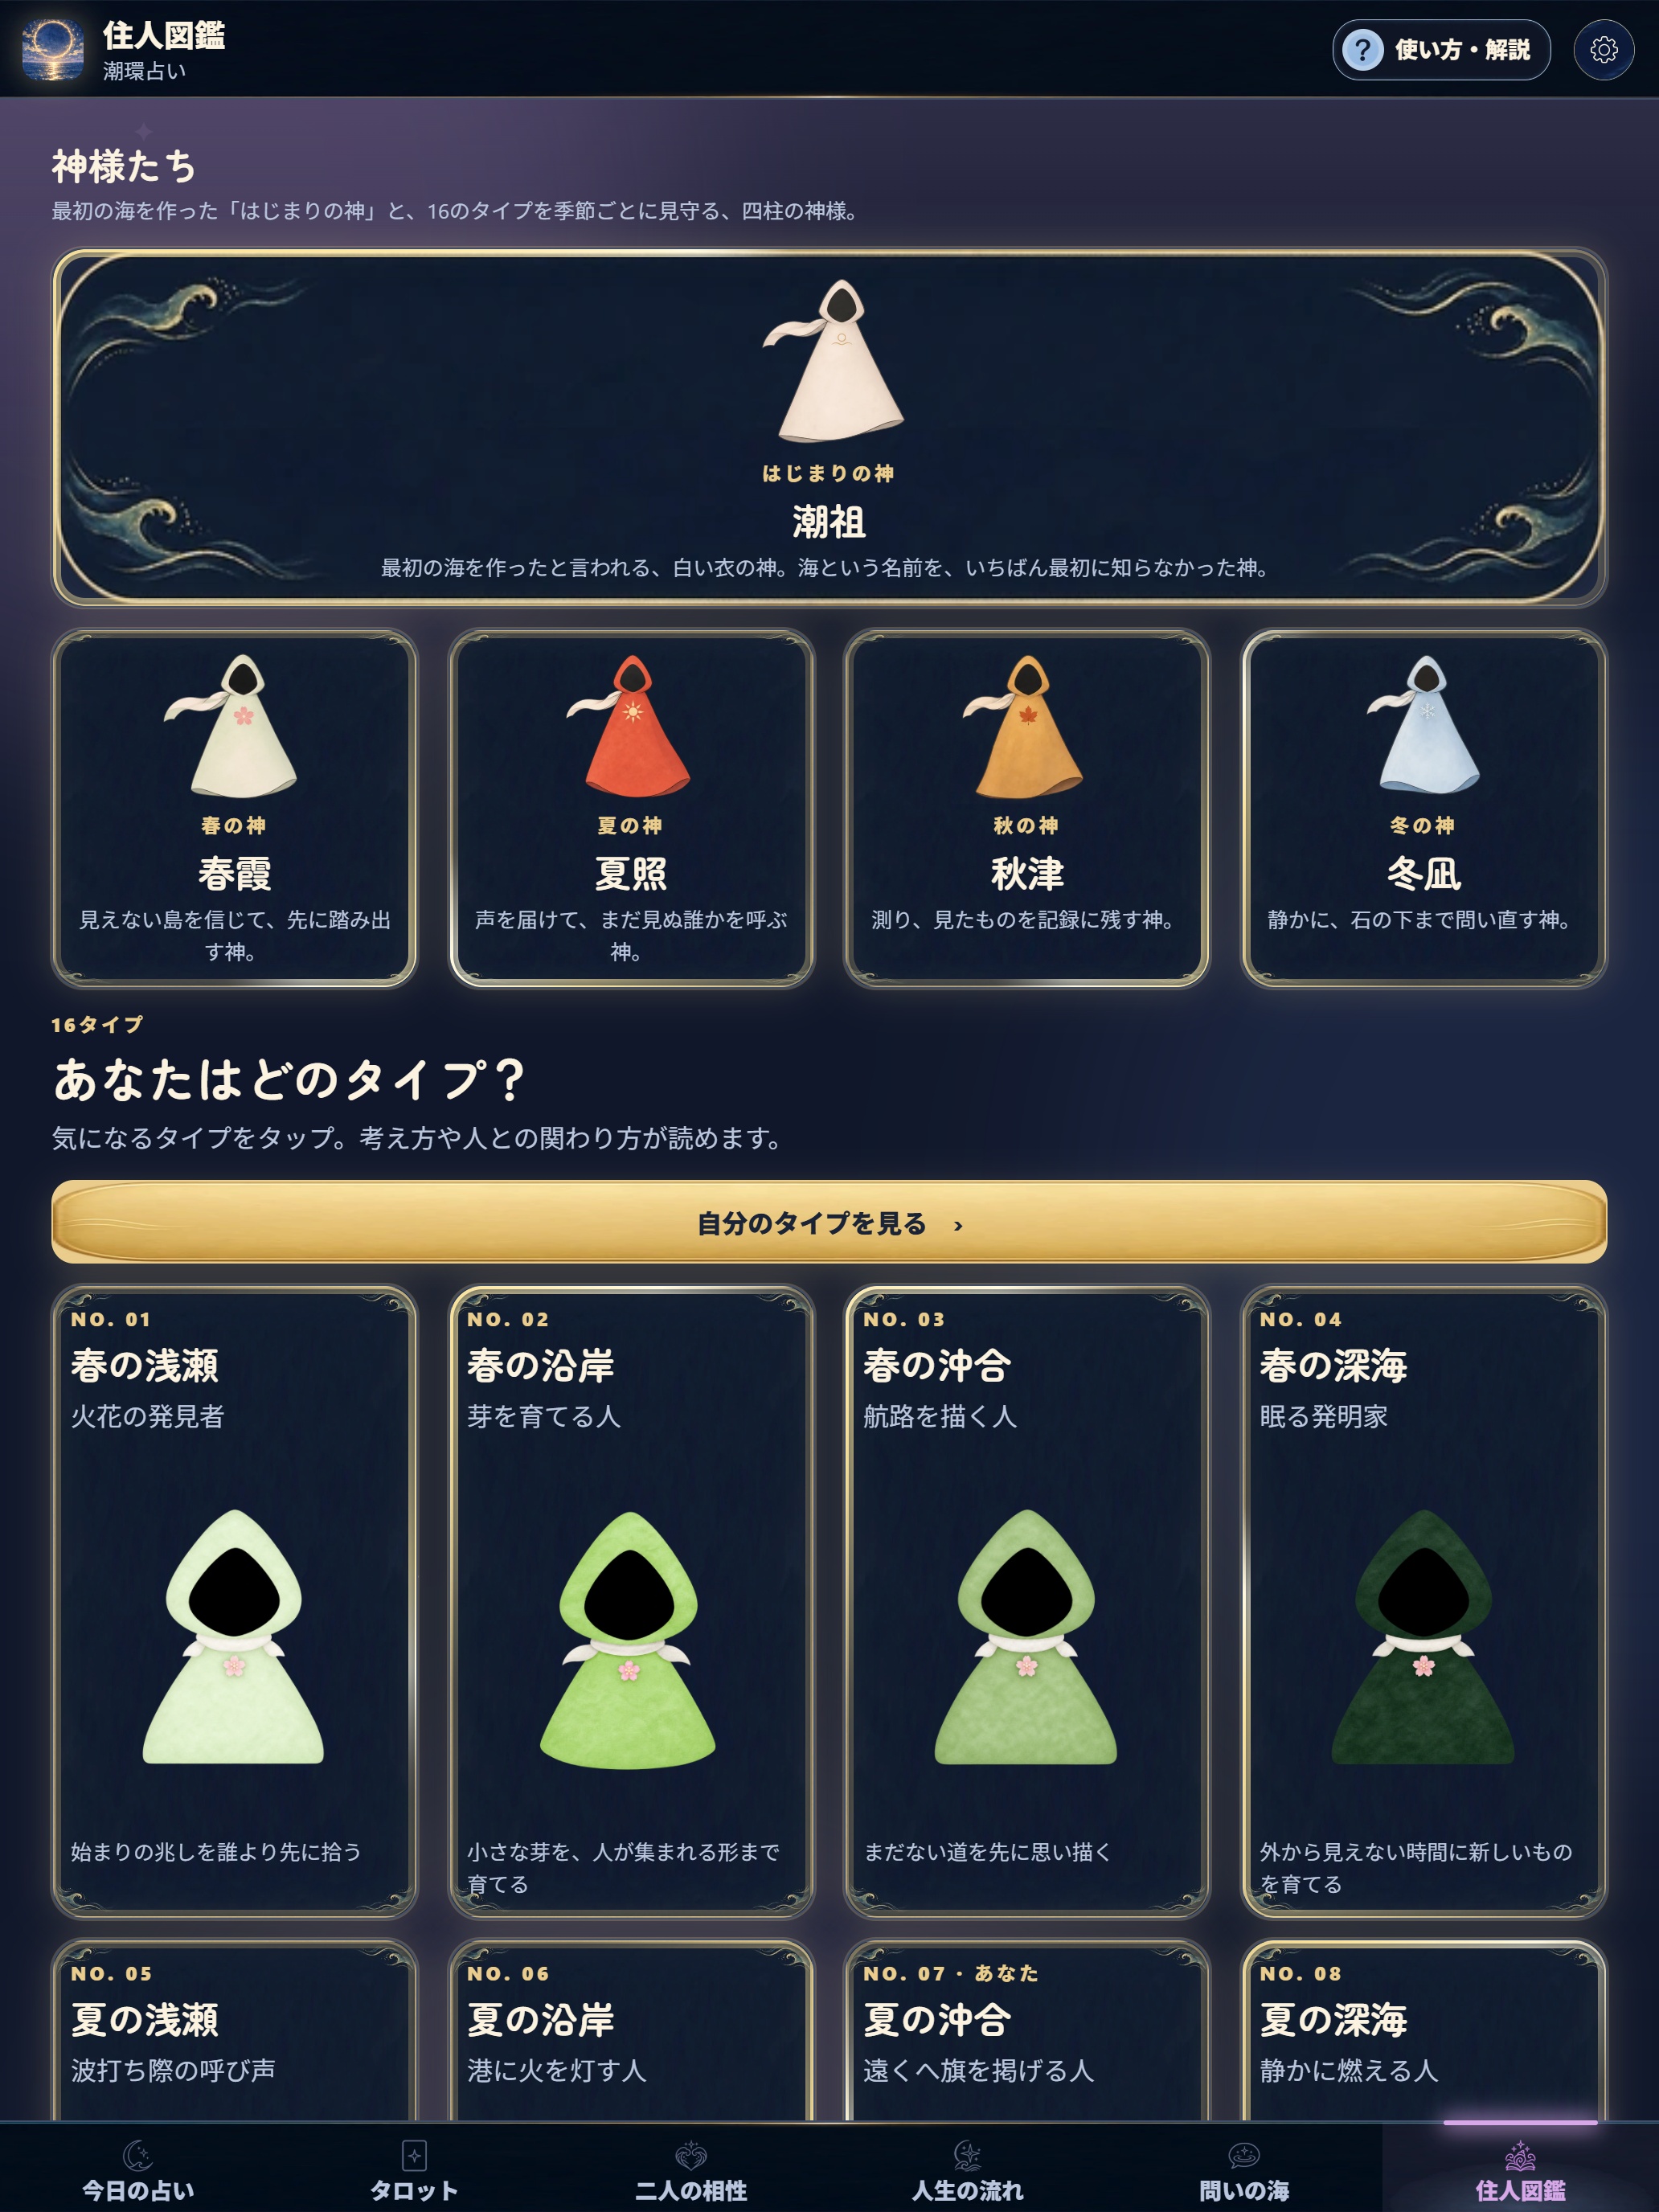 住人図鑑
潮環占い
? 使い方・解説
神様たち
最初の海を作った「はじまりの神」と、16のタイプを季節ごとに見守る、四柱の神様。
はじまりの神
潮祖
最初の海を作ったと言われる、白い衣の神。海という名前を、いちばん最初に知らなかった神。
春の神
春霞
見えない島を信じて、先に踏み出
す神。
夏の神
夏照
声を届けて、まだ見ぬ誰かを呼ぶ
神。
秋の神
秋津
測り、見たものを記録に残す神。
冬の神
冬凪
静かに、石の下まで問い直す神。
16タイプ
あなたはどのタイプ？
気になるタイプをタップ。考え方や人との関わり方が読めます。
自分のタイプを見る ›
NO. 01
春の浅瀬
火花の発見者
始まりの兆しを誰より先に拾う
NO. 02
春の沿岸
芽を育てる人
小さな芽を、人が集まれる形まで
育てる
NO. 03
春の沖合
航路を描く人
まだない道を先に思い描く
NO. 04
春の深海
眠る発明家
外から見えない時間に新しいもの
を育てる
NO. 05
夏の浅瀬
波打ち際の呼び声
NO. 06
夏の沿岸
港に火を灯す人
NO. 07 · あなた
夏の沖合
遠くへ旗を掲げる人
NO. 08
夏の深海
静かに燃える人
今日の占い
タロット
二人の相性
人生の流れ
問いの海
住人図鑑